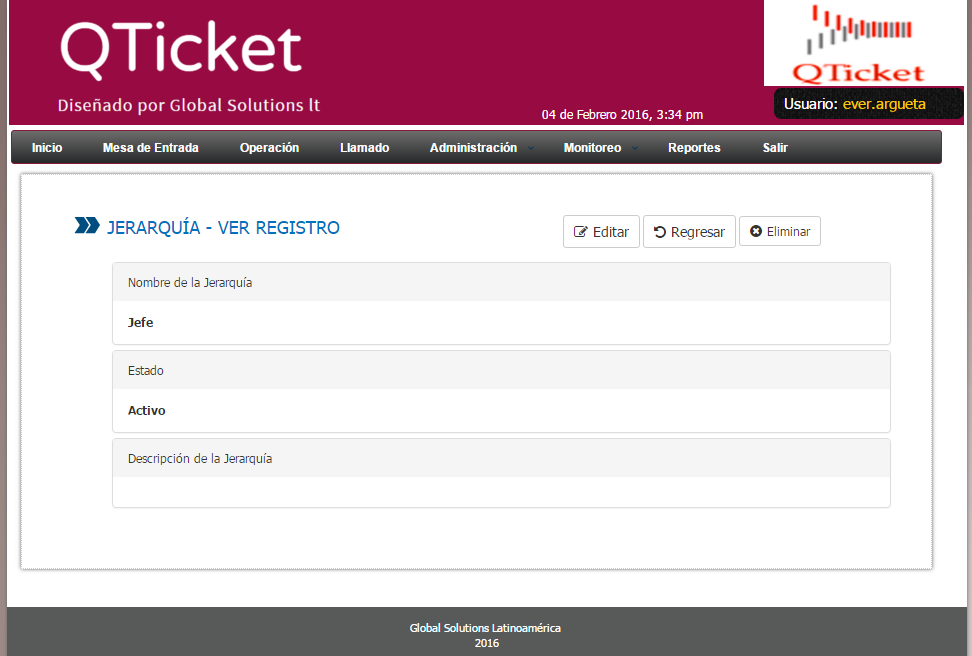 QTicket
Diseñado por Global Solutions lt
QTicket
04 de Febrero 2016, 3:34 pm
Usuario: ever.argueta
Inicio Mesa de Entrada Operación Llamado Administración Monitoreo Reportes Salir
JERARQUÍA - VER REGISTRO
Editar Regresar Eliminar
Nombre de la Jerarquía
Jefe
Estado
Activo
Descripción de la Jerarquía
Global Solutions Latinoamérica
2016